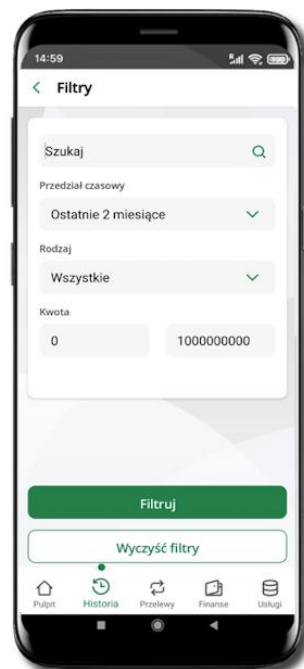 14:59
Filtry
Szukaj
Przedział czasowy
Ostatnie 2 miesiące
Rodzaj
Wszystkie
Kwota
0 1000000000
Filtruj
Wyczyść filtry
Pulpit Historia Przelewy Finanse Usługi